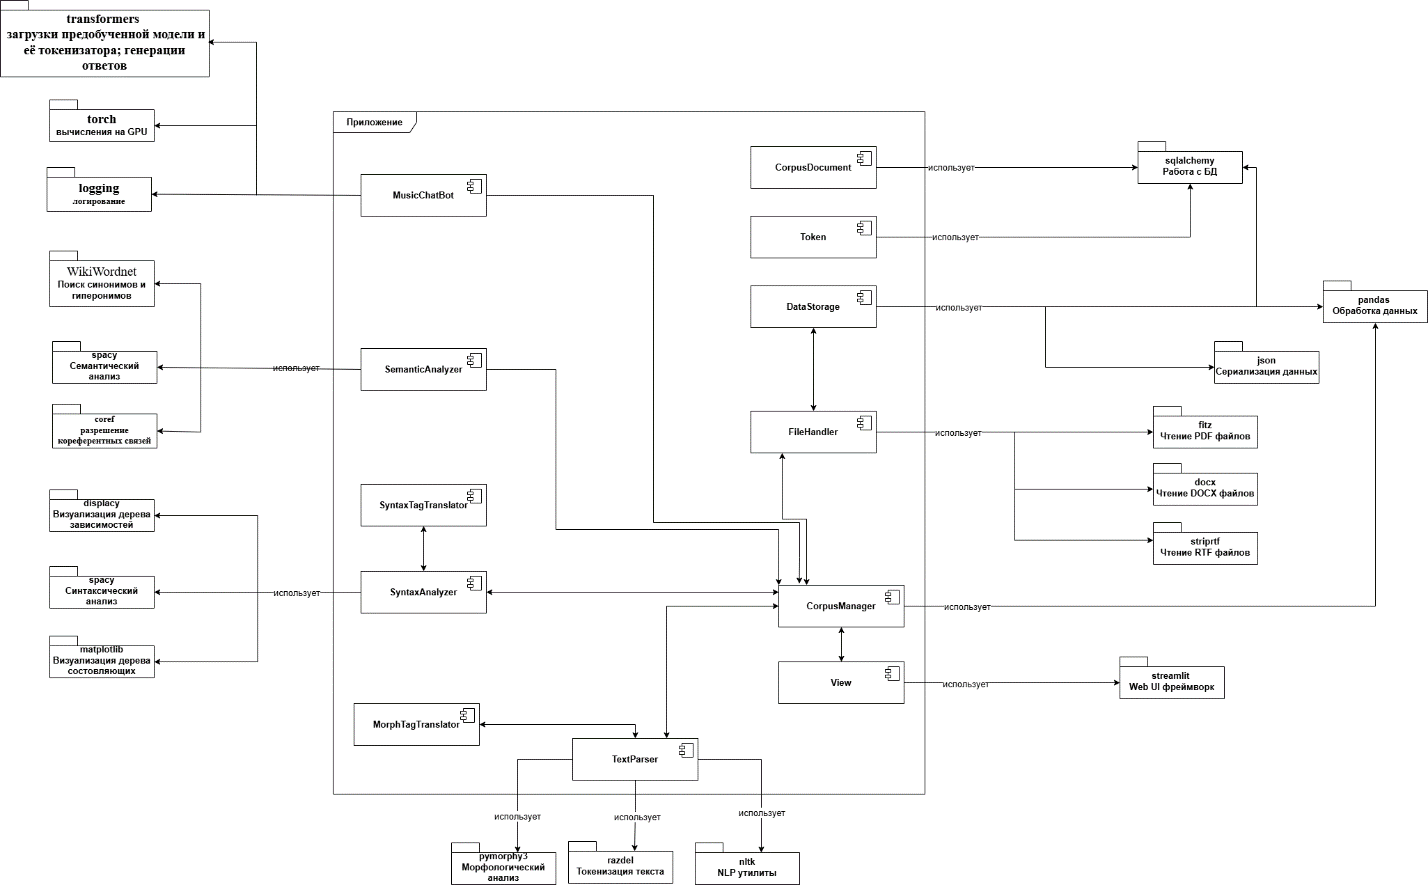 transformers
загрузки предобученной модели и
её токенизатора; генерации
ответов
torch
вычисления на GPU
logging
логирование
WikiWordnet
Поиск синонимов и
гиперонимов
spacy
Семантический
анализ
coref
разрешение
кореферентных связей
displacy
Визуализация дерева
зависимостей
spacy
Синтаксический
анализ
matplotlib
Визуализация дерева
состовляющих
использует
использует
Приложение
MusicChatBot
SemanticAnalyzer
SyntaxTagTranslator
SyntaxAnalyzer
MorphTagTranslator
TextParser
CorpusDocument
Token
DataStorage
FileHandler
CorpusManager
View
использует
использует
использует
использует
использует
использует
sqlalchemy
Работа с БД
pandas
Обработка данных
json
Сериализация данных
fitz
Чтение PDF файлов
docx
Чтение DOCX файлов
striprtf
Чтение RTF файлов
streamlit
Web UI фреймворк
использует
использует
использует
pymorphy3
Морфологический
анализ
razdel
Токенизация текста
nltk
NLP утилиты